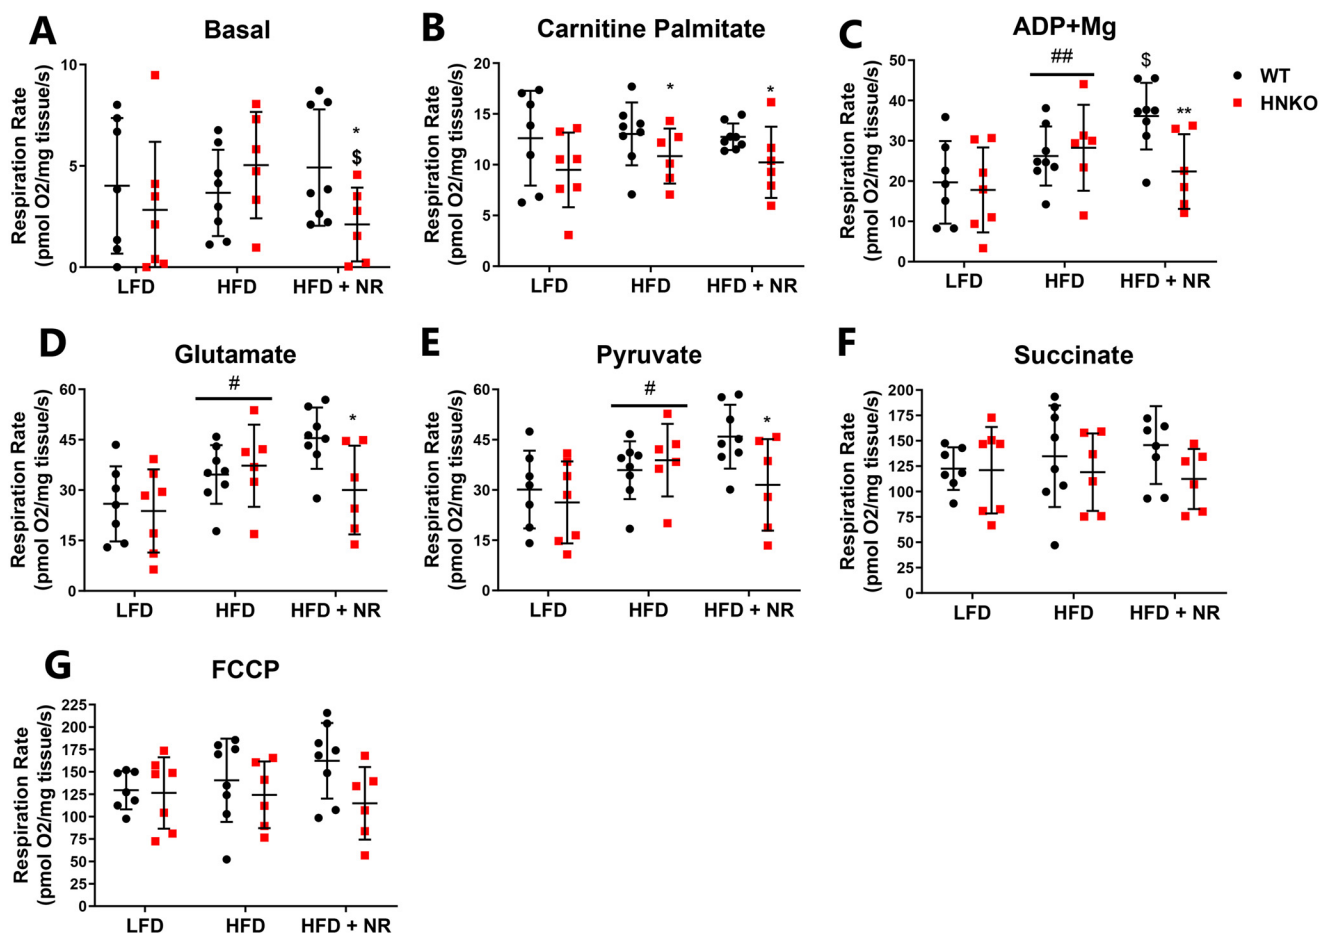 A
Basal
Respiration Rate
(pmol O2/mg tissue/s)
10
5
0
*
$
LFD
HFD
HFD + NR
B
Carnitine Palmitate
Respiration Rate
(pmol O2/mg tissue/s)
20
15
10
5
0
*
*
LFD
HFD
HFD + NR
C
ADP+Mg
Respiration Rate
(pmol O2/mg tissue/s)
50
40
30
20
10
0
##
$
**
LFD
HFD
HFD + NR
WT
HNKO
D
Glutamate
Respiration Rate
(pmol O2/mg tissue/s)
60
45
30
15
0
#
*
LFD
HFD
HFD + NR
E
Pyruvate
Respiration Rate
(pmol O2/mg tissue/s)
60
45
30
15
0
#
*
LFD
HFD
HFD + NR
F
Succinate
Respiration Rate
(pmol O2/mg tissue/s)
200
175
150
125
100
75
50
25
0
LFD
HFD
HFD + NR
G
FCCP
Respiration Rate
(pmol O2/mg tissue/s)
225
200
175
150
125
100
75
50
25
0
LFD
HFD
HFD + NR